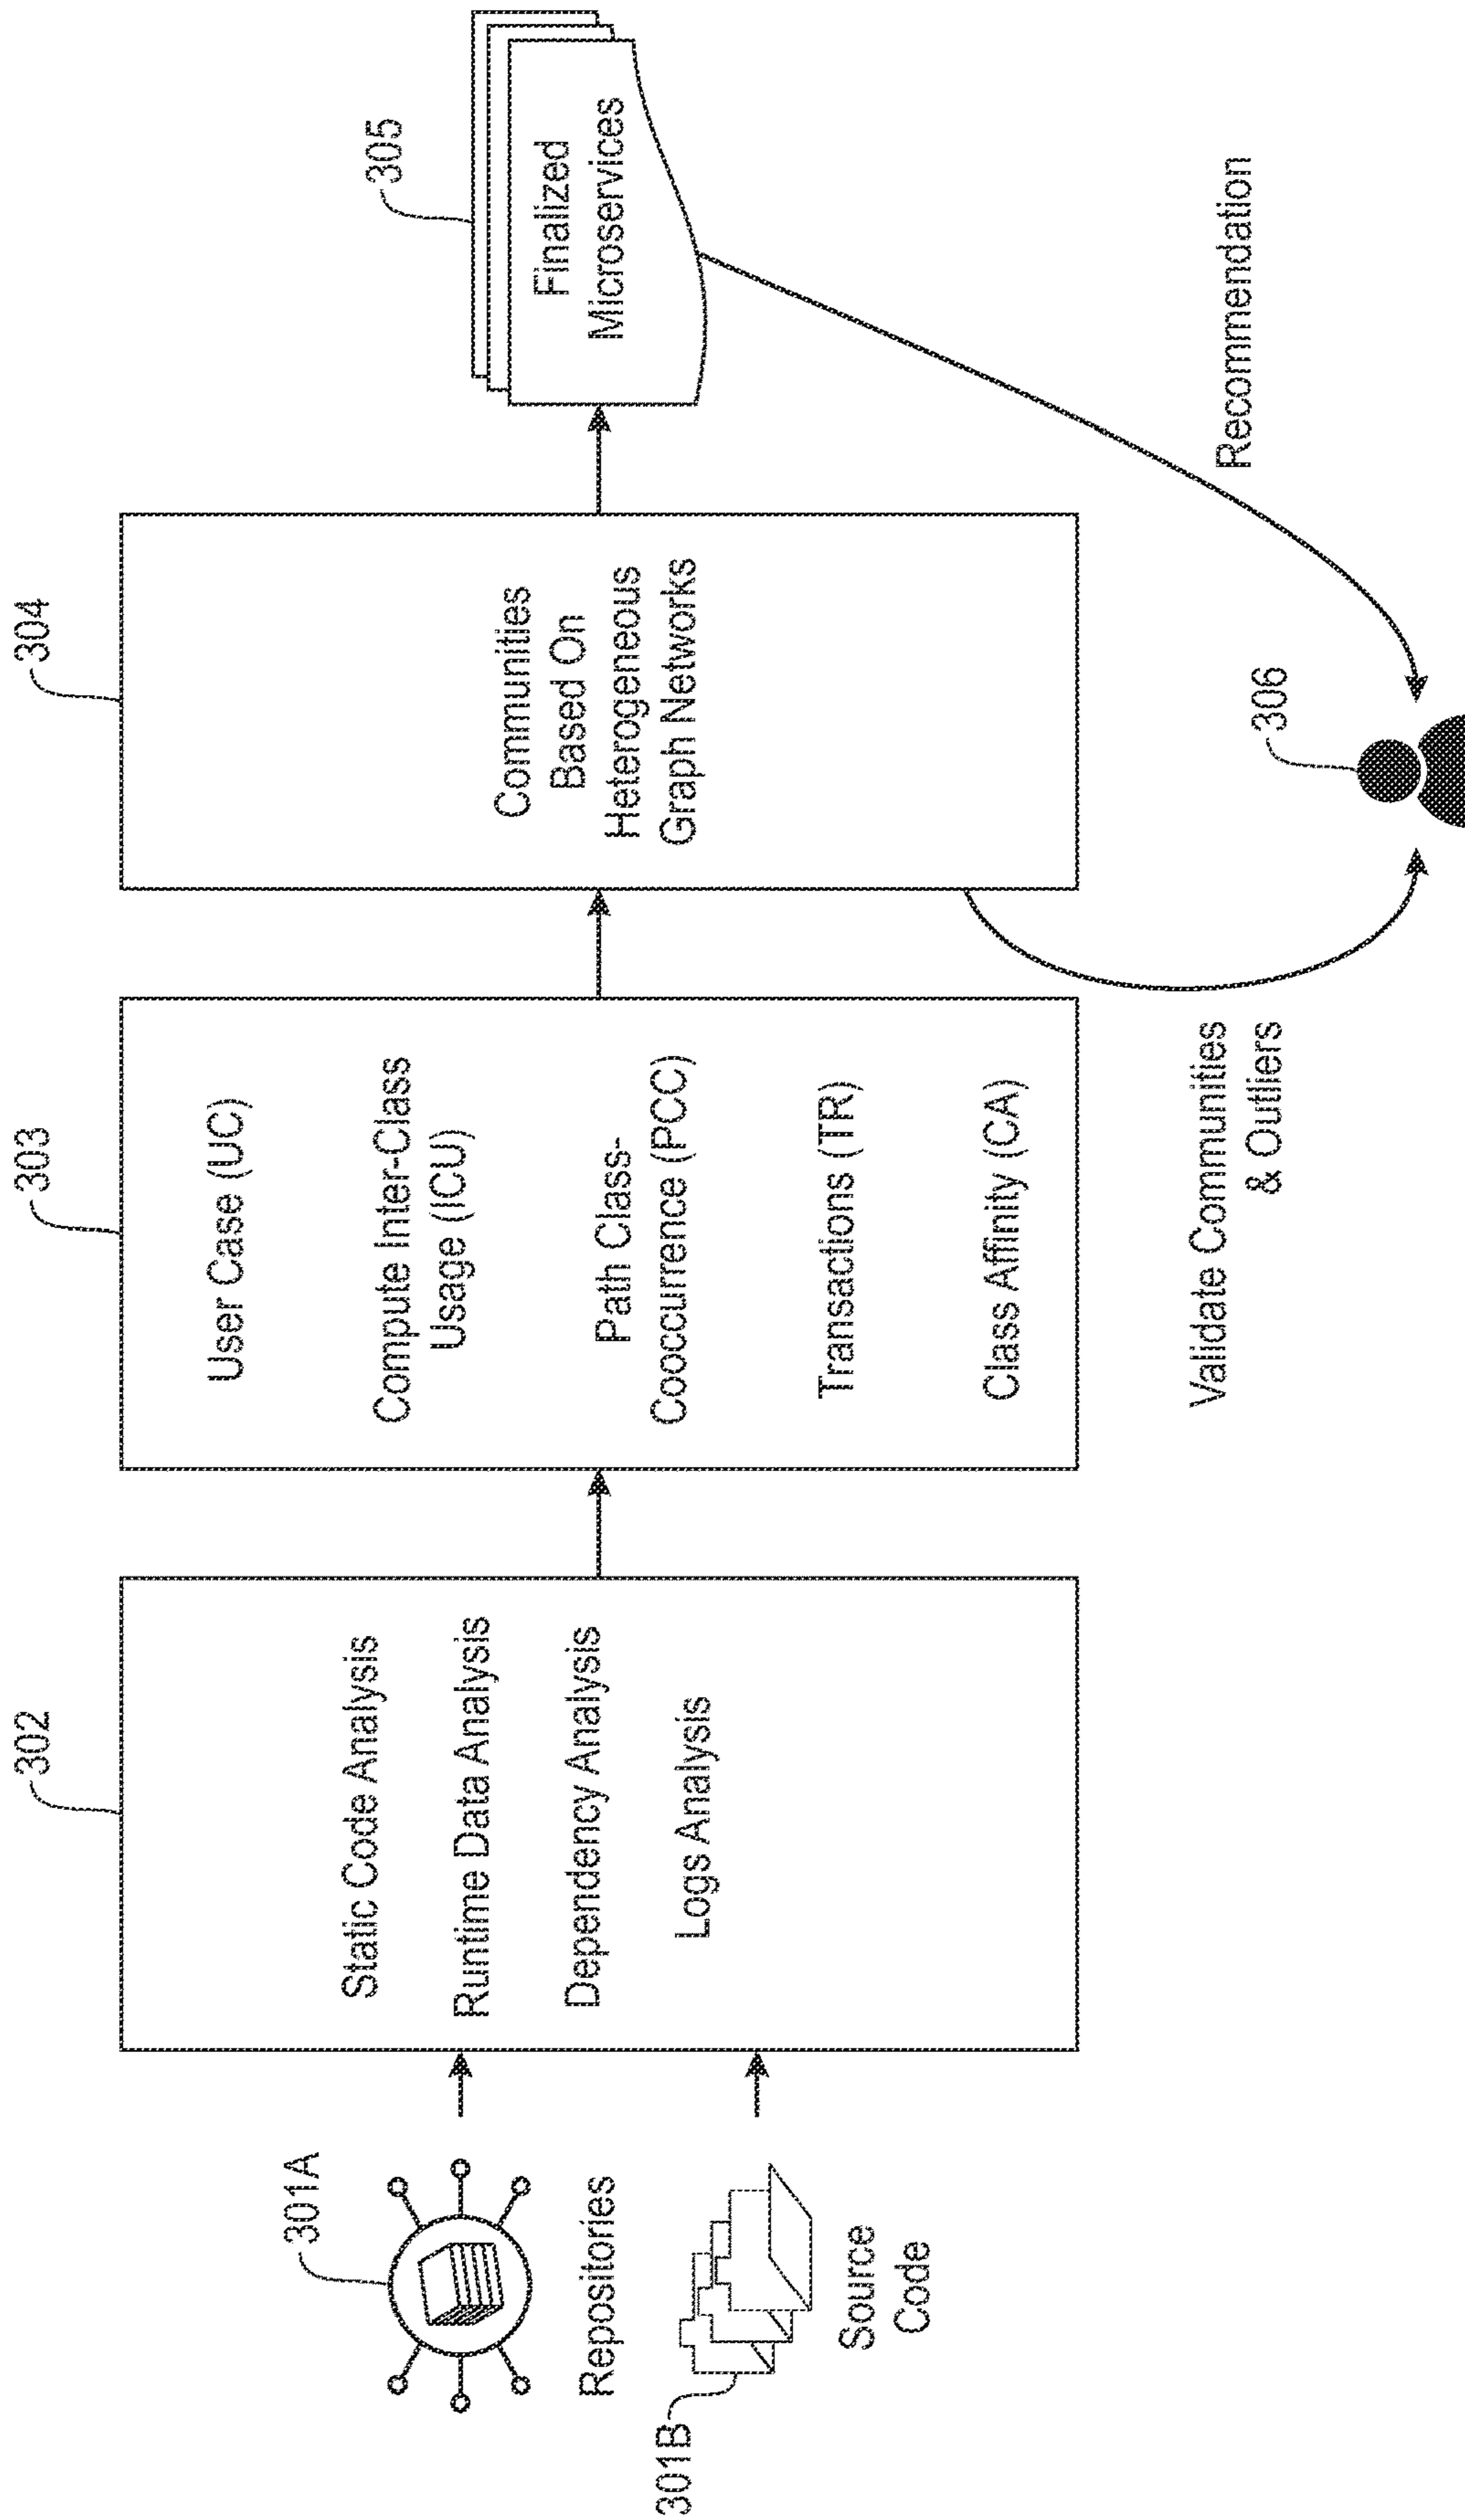 301A
Repositories
301B
Source
Code
302
Static Code Analysis
Runtime Data Analysis
Dependency Analysis
Logs Analysis
303
User Case (UC)
Compute Inter-Class
Usage (ICU)
Path Class-
Cooccurrence (PCC)
Transactions (TR)
Class Affinity (CA)
304
Communities
Based On
Heterogeneous
Graph Networks
305
Finalized
Microservices
Validate Communities
& Outliers
306
Recommendation